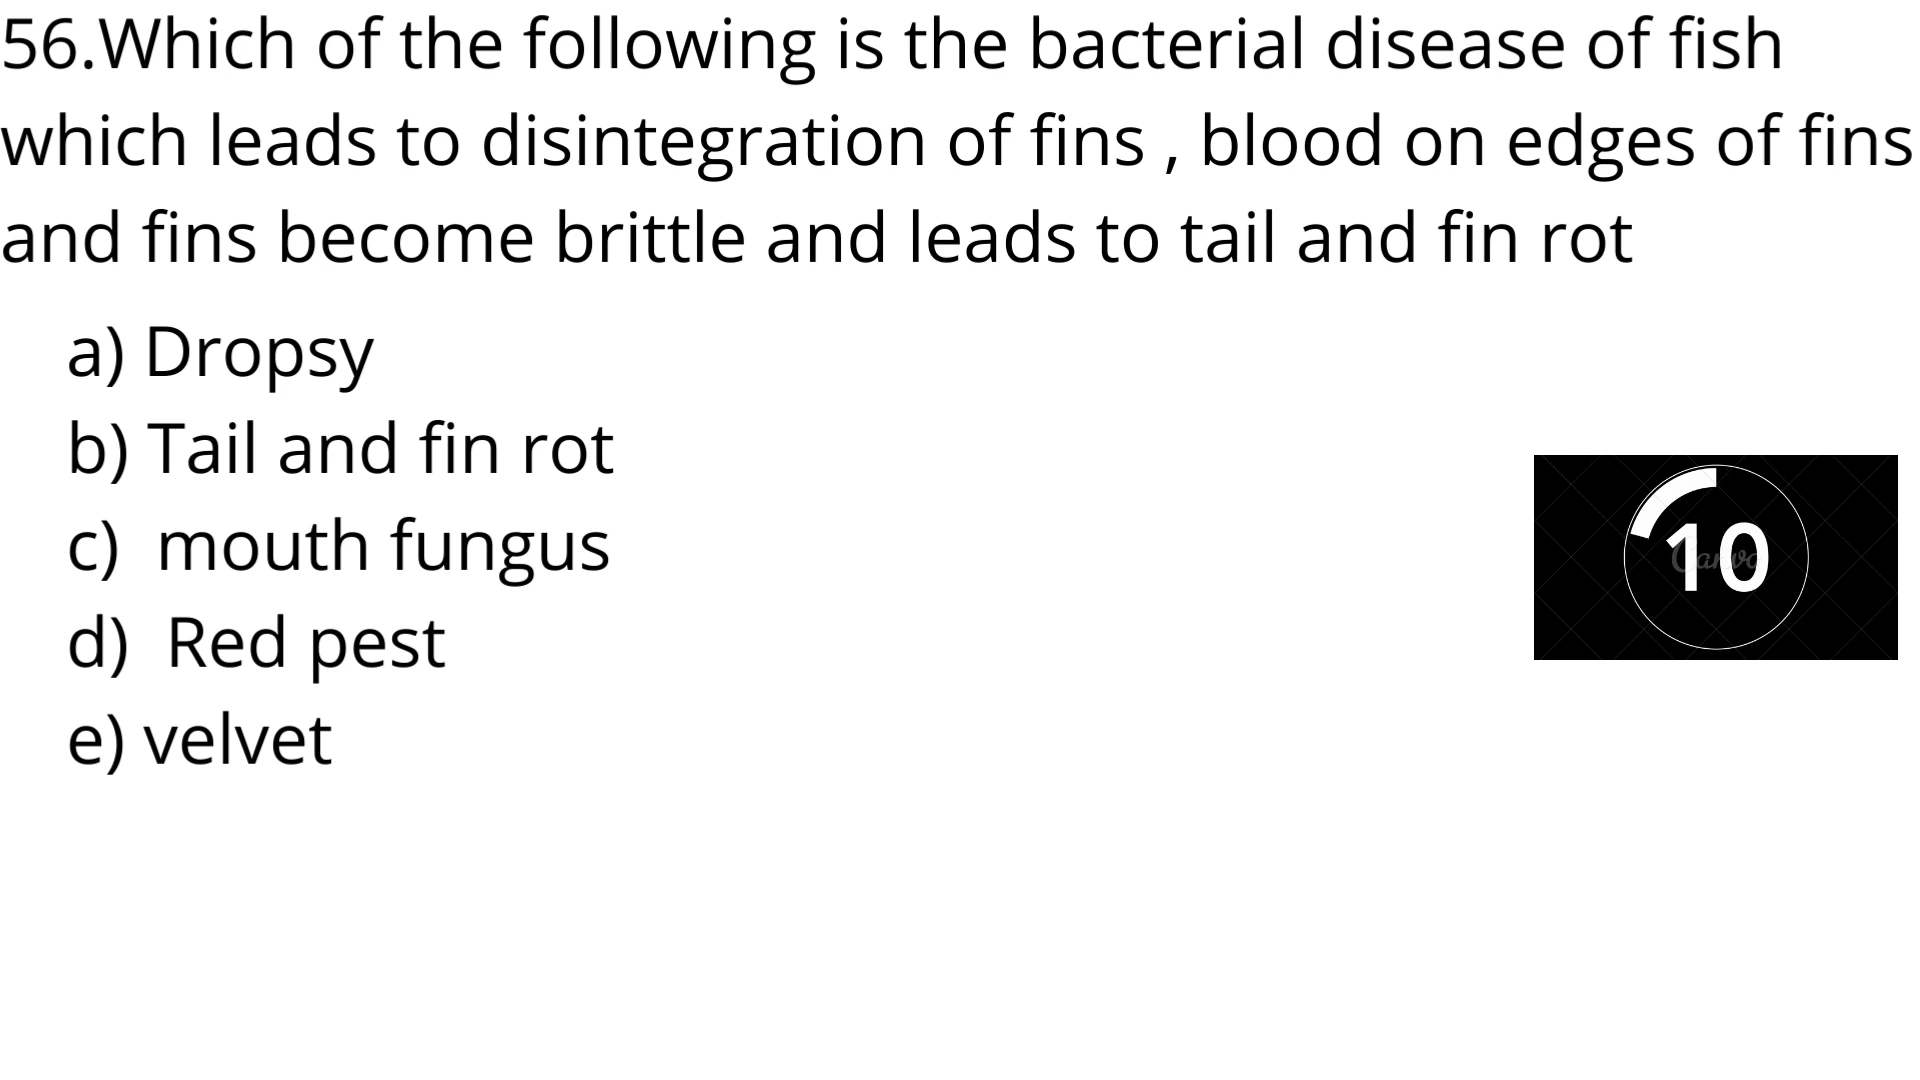 56.Which of the following is the bacterial disease of fish
which leads to disintegration of fins , blood on edges of fins
and fins become brittle and leads to tail and fin rot
a) Dropsy
b) Tail and fin rot
c) mouth fungus
d) Red pest
e) velvet
10
Canva